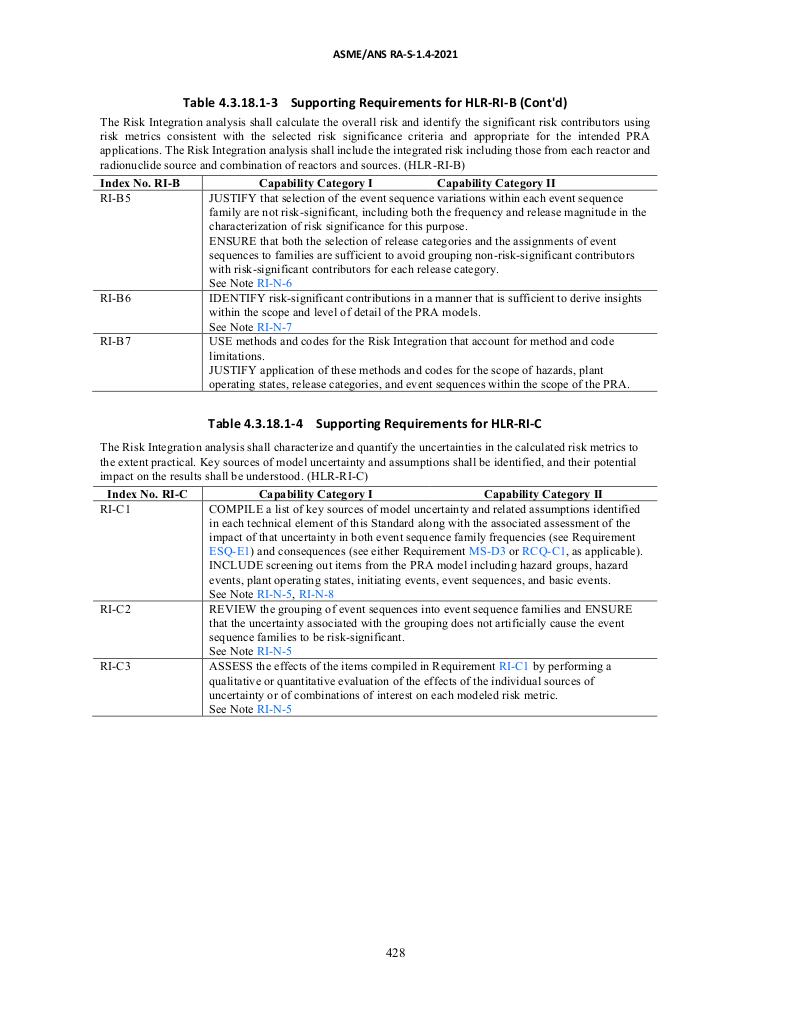 ASME/ANS RA-S-1.4-2021
Table 4.3.18.1-3 Supporting Requirements for HLR-RI-B (Cont'd)
The Risk Integration analysis shall calculate the overall risk and identify the significant risk contributors using
risk metrics consistent with the selected risk significance criteria and appropriate for the intended PRA
applications. The Risk Integration analysis shall include the integrated risk including those from each reactor and
radionuclide source and combination of reactors and sources. (HLR-RI-B)
Index No. RI-B Capability Category I Capability Category II
RI-B5 JUSTIFY that selection of the event sequence variations within each event sequence
family are not risk-significant, including both the frequency and release magnitude in the
characterization of risk significance for this purpose.
ENSURE that both the selection of release categories and the assignments of event
sequences to families are sufficient to avoid grouping non-risk-significant contributors
with risk-significant contributors for each release category.
See Note RI-N-6
RI-B6 IDENTIFY risk-significant contributions in a manner that is sufficient to derive insights
within the scope and level of detail of the PRA models.
See Note RI-N-7
RI-B7 USE methods and codes for the Risk Integration that account for method and code
limitations.
JUSTIFY application of these methods and codes for the scope of hazards, plant
operating states, release categories, and event sequences within the scope of the PRA.
Table 4.3.18.1-4 Supporting Requirements for HLR-RI-C
The Risk Integration analysis shall characterize and quantify the uncertainties in the calculated risk metrics to
the extent practical. Key sources of model uncertainty and assumptions shall be identified, and their potential
impact on the results shall be understood. (HLR-RI-C)
Index No. RI-C Capability Category I Capability Category II
RI-C1 COMPILE a list of key sources of model uncertainty and related assumptions identified
in each technical element of this Standard along with the associated assessment of the
impact of that uncertainty in both event sequence family frequencies (see Requirement
ESQ-E1) and consequences (see either Requirement MS-D3 or RCQ-C1, as applicable).
INCLUDE screening out items from the PRA model including hazard groups, hazard
events, plant operating states, initiating events, event sequences, and basic events.
See Note RI-N-5, RI-N-8
RI-C2 REVIEW the grouping of event sequences into event sequence families and ENSURE
that the uncertainty associated with the grouping does not artificially cause the event
sequence families to be risk-significant.
See Note RI-N-5
RI-C3 ASSESS the effects of the items compiled in Requirement RI-C1 by performing a
qualitative or quantitative evaluation of the effects of the individual sources of
uncertainty or of combinations of interest on each modeled risk metric.
See Note RI-N-5
428